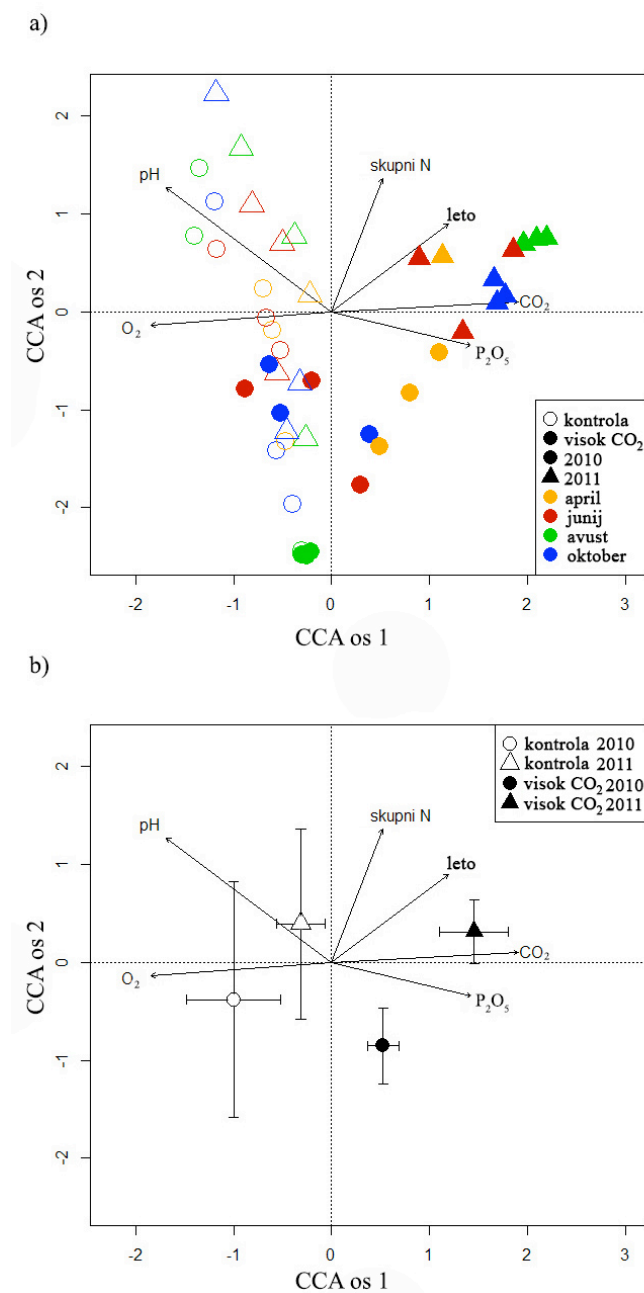 a)
2
1
0
-1
-2
CCA os 2
pH
skupni N
leto
O₂
CO₂
P₂O₅
kontrola
visok CO₂
2010
2011
april
junij
avust
oktober
-2 -1 0 1 2 3
CCA os 1
b)
2
1
0
-1
-2
CCA os 2
pH
skupni N
leto
O₂
CO₂
P₂O₅
kontrola 2010
kontrola 2011
visok CO₂ 2010
visok CO₂ 2011
-2 -1 0 1 2 3
CCA os 1